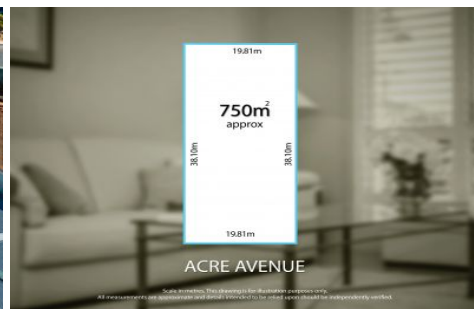 19.81m
750m²
approx
38.10m
38.10m
19.81m
ACRE AVENUE
Scale in metres. This drawing is for illustration purposes only.
All measurements are approximate and details intended to be relied upon should be independently verified.